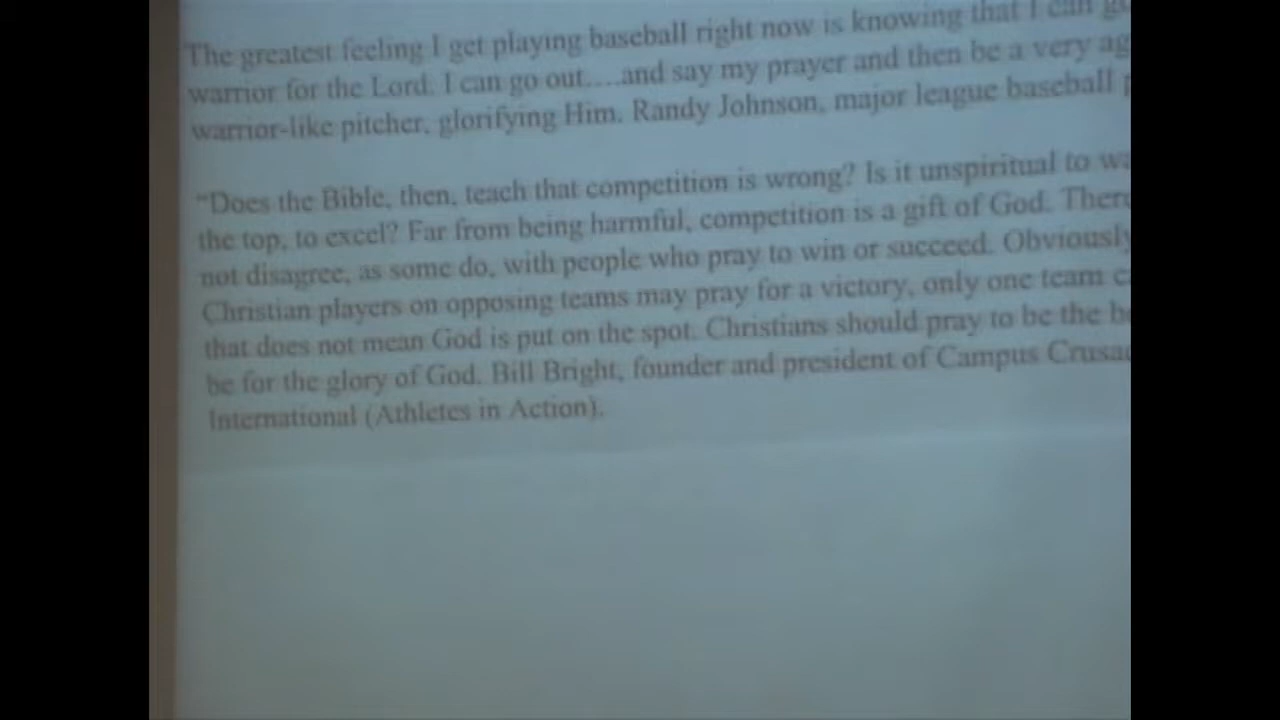 The greatest feeling I get playing baseball right now is knowing that I can
warrior for the Lord. I can go out....and say my prayer and then be a very
warrior-like pitcher, glorifying Him. Randy Johnson, major league baseball
"Does the Bible, then, teach that competition is wrong? Is it unspiritual to
the top, to excel? Far from being harmful, competition is a gift of God.
not disagree, as some do, with people who pray to win or succeed. Obviously
Christian players on opposing teams may pray for a victory, only one team
that does not mean God is put on the spot. Christians should pray to be the
be for the glory of God. Bill Bright, founder and president of Campus
International (Athletes in Action).